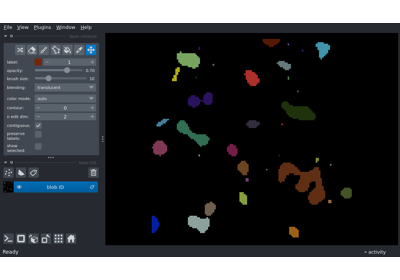 File View Plugins Window Help
layer controls
label: 1
opacity: 0.70
brush size: 10
blending: translucent
color mode: auto
contour: 0
n edit dim: 2
contiguous:
preserve labels:
show selected:
layer list
blob ID
Ready
activity